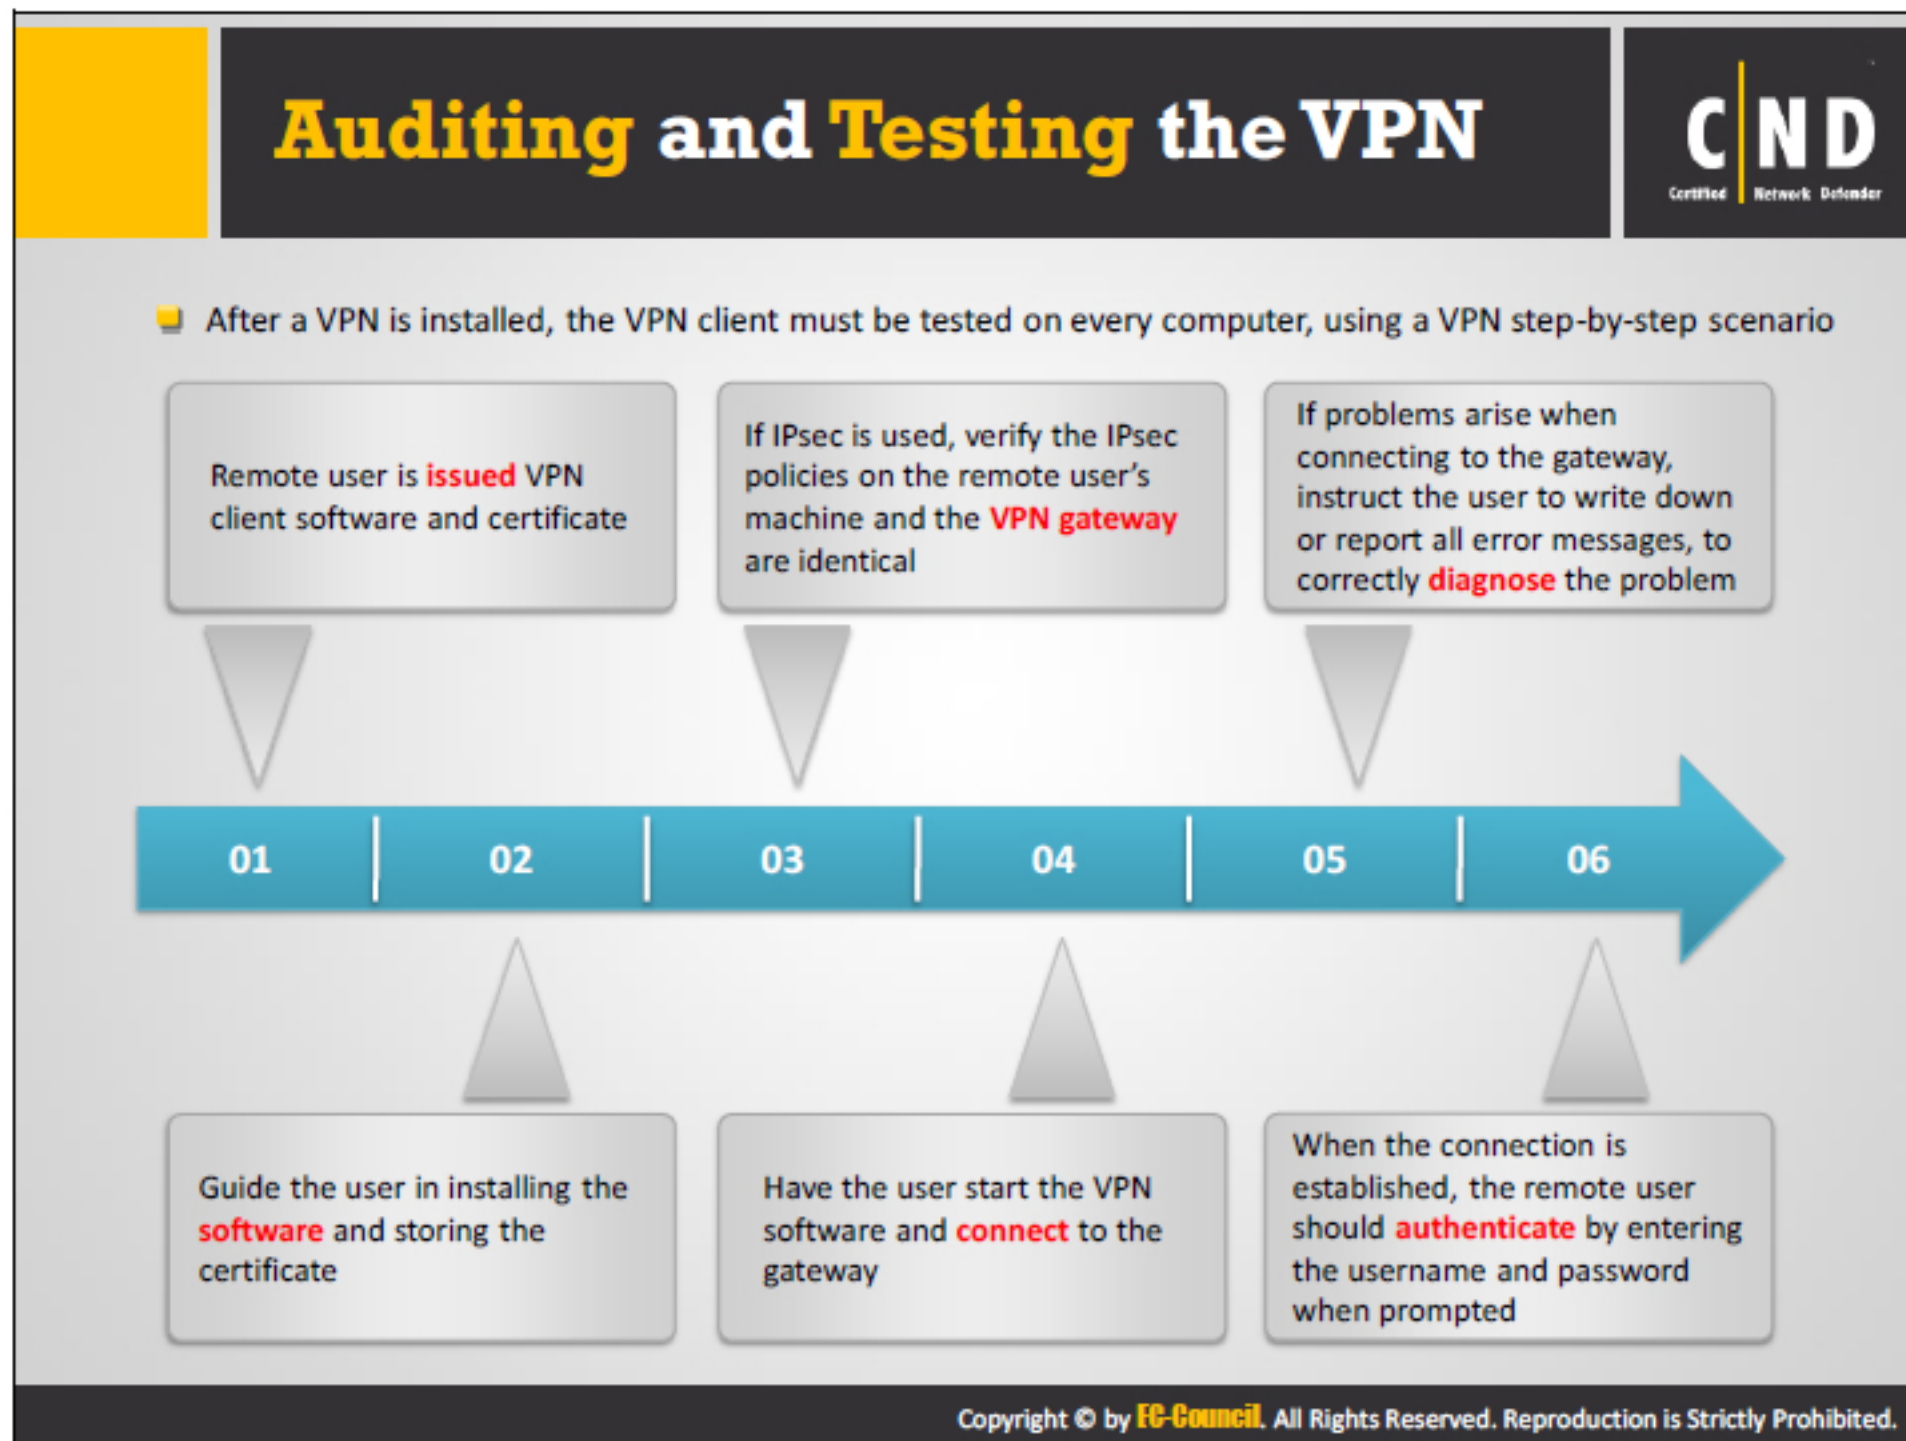 Auditing and Testing the VPN
C N D
Certified Network Defender
After a VPN is installed, the VPN client must be tested on every computer, using a VPN step-by-step scenario
Remote user is issued VPN
client software and certificate
If IPsec is used, verify the IPsec
policies on the remote user's
machine and the VPN gateway
are identical
If problems arise when
connecting to the gateway,
instruct the user to write down
or report all error messages, to
correctly diagnose the problem
01 02 03 04 05 06
Guide the user in installing the
software and storing the
certificate
Have the user start the VPN
software and connect to the
gateway
When the connection is
established, the remote user
should authenticate by entering
the username and password
when prompted
Copyright © by EC-Council. All Rights Reserved. Reproduction is Strictly Prohibited.